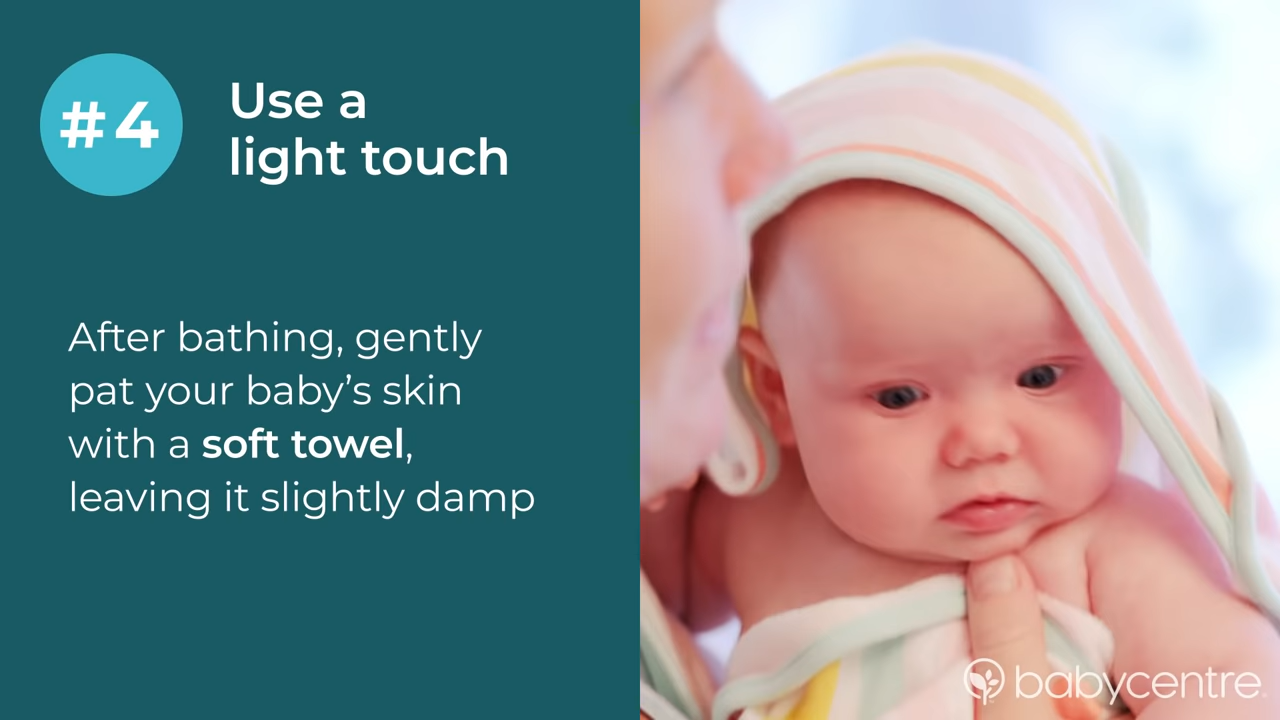 #4
Use a
light touch
After bathing, gently
pat your baby’s skin
with a soft towel,
leaving it slightly damp
babycentre